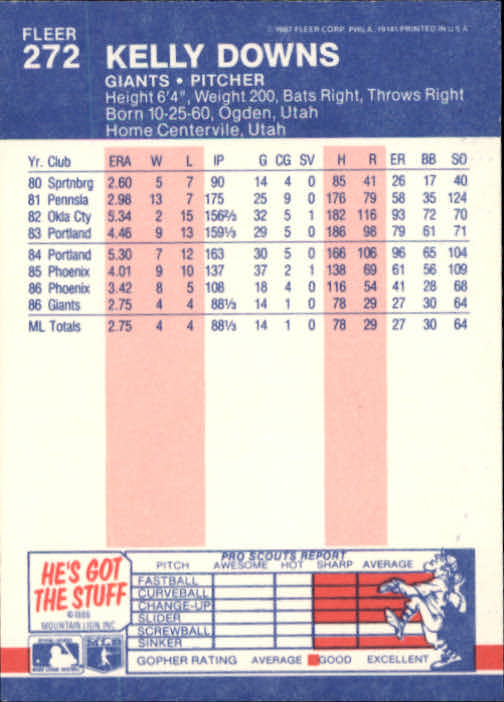 FLEER
272
© 1987 FLEER CORP. PHILA. 19141 PRINTED IN U.S.A.
KELLY DOWNS
GIANTS • PITCHER
Height 6'4", Weight 200, Bats Right, Throws Right
Born 10-25-60, Ogden, Utah
Home Centervile, Utah
Yr. Club ERA W L IP G CG SV H R ER BB SO
80 Sprtnbrg 2.60 5 7 90 14 4 0 85 41 26 17 40
81 Pennsla 2.98 13 7 175 25 9 0 176 79 58 35 124
82 Okla Cty 5.34 2 15 156⅔ 32 5 1 182 116 93 72 70
83 Portland 4.46 9 13 159⅓ 29 5 0 186 98 79 61 71
84 Portland 5.30 7 12 163 30 5 0 166 106 96 65 104
85 Phoenix 4.01 9 10 137 37 2 1 138 69 61 56 109
86 Phoenix 3.42 8 5 108 18 4 0 116 54 41 28 68
86 Giants 2.75 4 4 88⅓ 14 1 0 78 29 27 30 64
ML Totals 2.75 4 4 88⅓ 14 1 0 78 29 27 30 64
HE'S GOT
THE STUFF
©1986
MOUNTAIN LION, INC
PRO SCOUTS REPORT
PITCH AWESOME HOT SHARP AVERAGE
FASTBALL
CURVEBALL
CHANGE-UP
SLIDER
SCREWBALL
SINKER
GOPHER RATING AVERAGE GOOD EXCELLENT